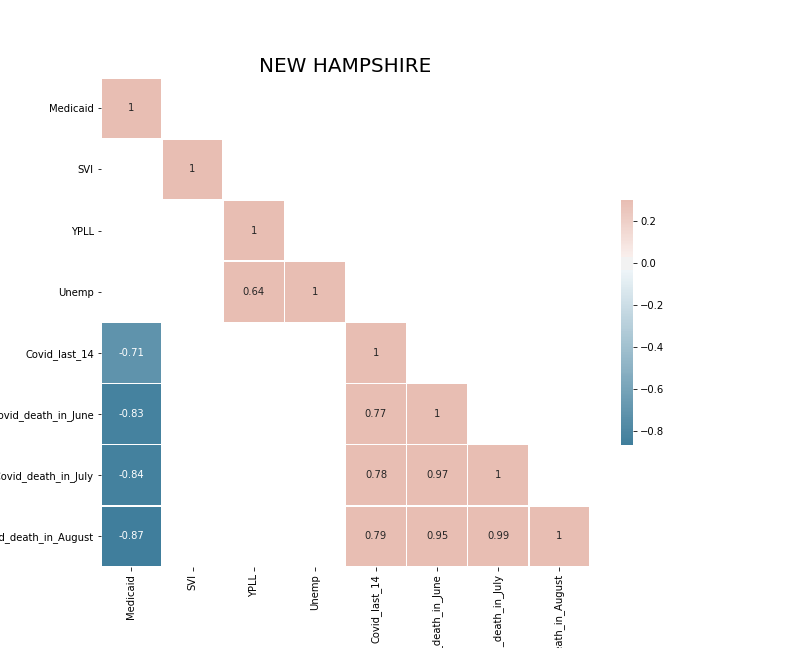 NEW HAMPSHIRE
Medicaid
1
SVI
1
YPLL
1
Unemp
0.64 1
Covid_last_14
-0.71 1
ovid_death_in_June
-0.83 0.77 1
Covid_death_in_July
-0.84 0.78 0.97 1
d_death_in_August
-0.87 0.79 0.95 0.99 1
Medicaid
SVI
YPLL
Unemp
Covid_last_14
_death_in_June
_death_in_July
eath_in_August
0.2
0.0
−0.2
−0.4
−0.6
−0.8